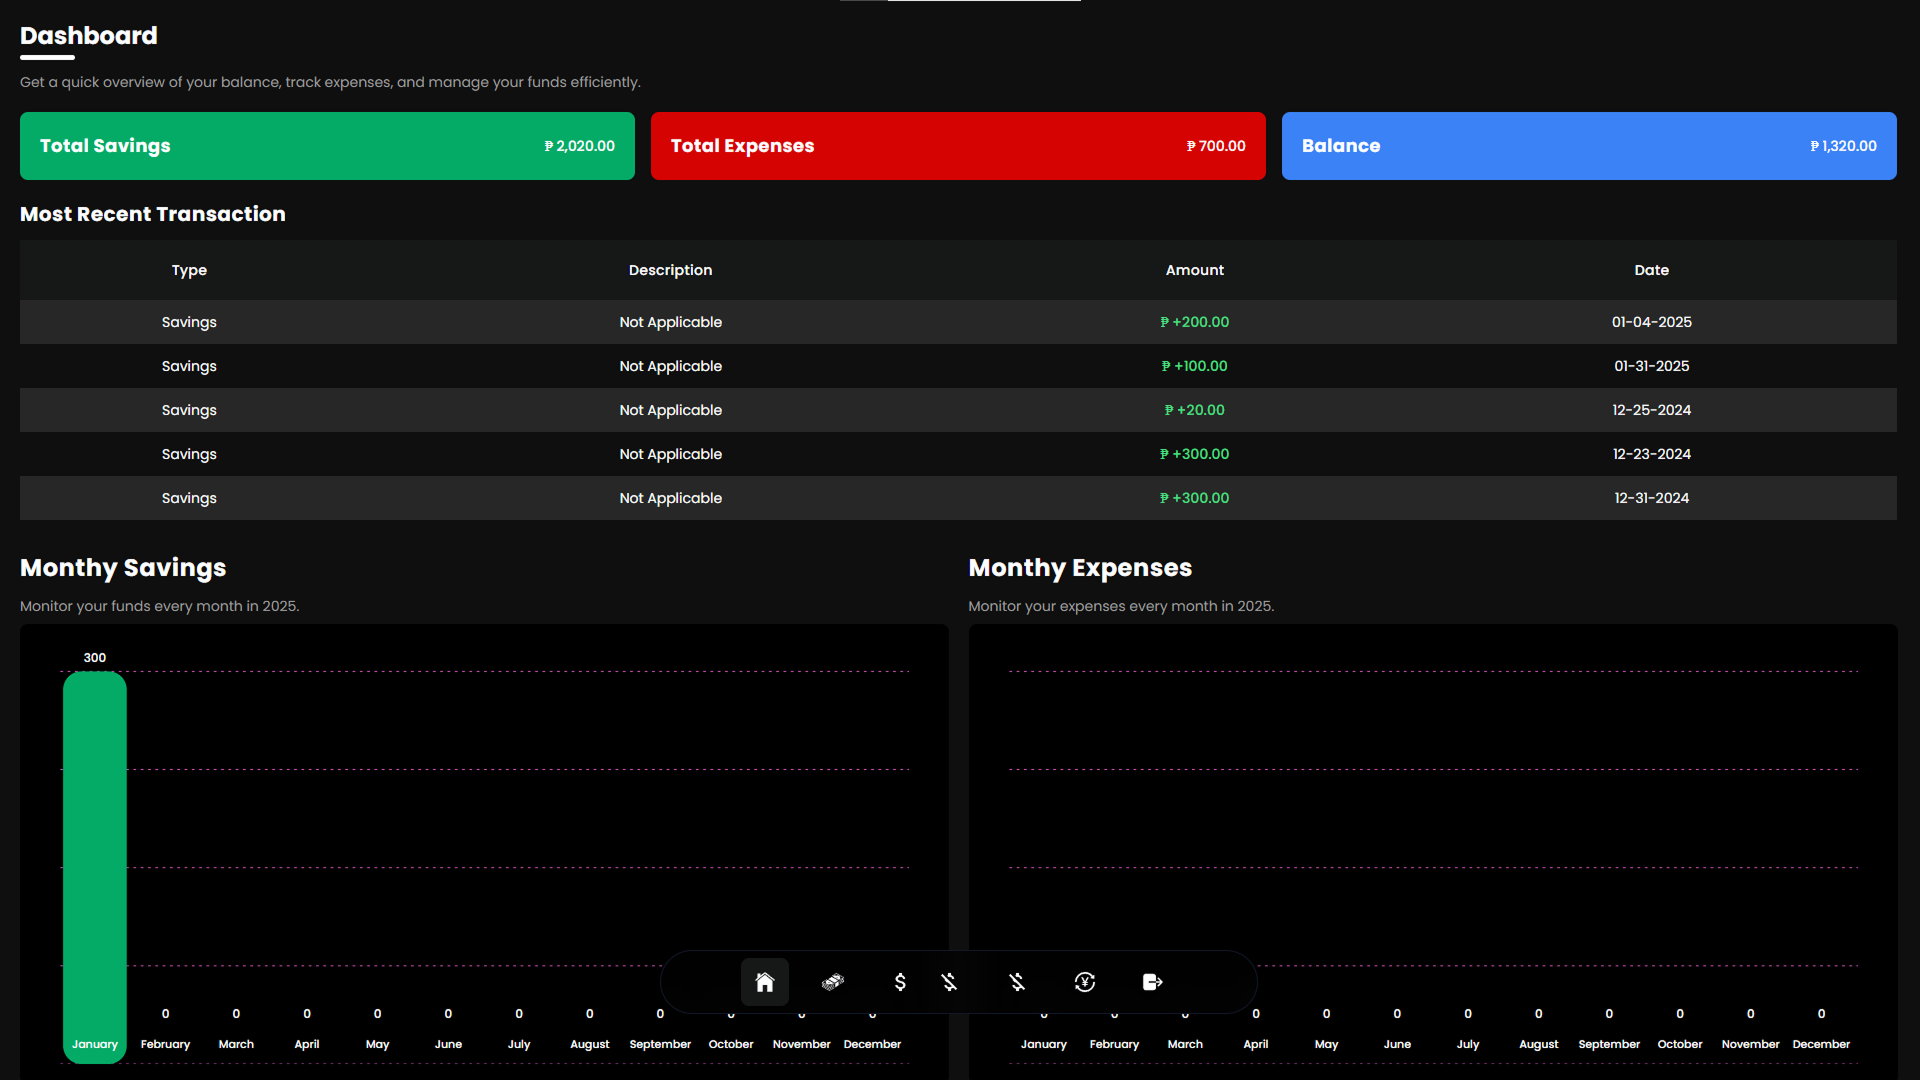 Dashboard
Get a quick overview of your balance, track expenses, and manage your funds efficiently.
Total Savings ₱ 2,020.00
Total Expenses ₱ 700.00
Balance ₱ 1,320.00
Most Recent Transaction
Type Description Amount Date
Savings Not Applicable ₱ +200.00 01-04-2025
Savings Not Applicable ₱ +100.00 01-31-2025
Savings Not Applicable ₱ +20.00 12-25-2024
Savings Not Applicable ₱ +300.00 12-23-2024
Savings Not Applicable ₱ +300.00 12-31-2024
Monthy Savings
Monitor your funds every month in 2025.
300
0 0 0 0 0 0 0 0 0 0 0
January February March April May June July August September October November December
Monthy Expenses
Monitor your expenses every month in 2025.
0 0 0 0 0 0 0 0 0 0 0 0
January February March April May June July August September October November December